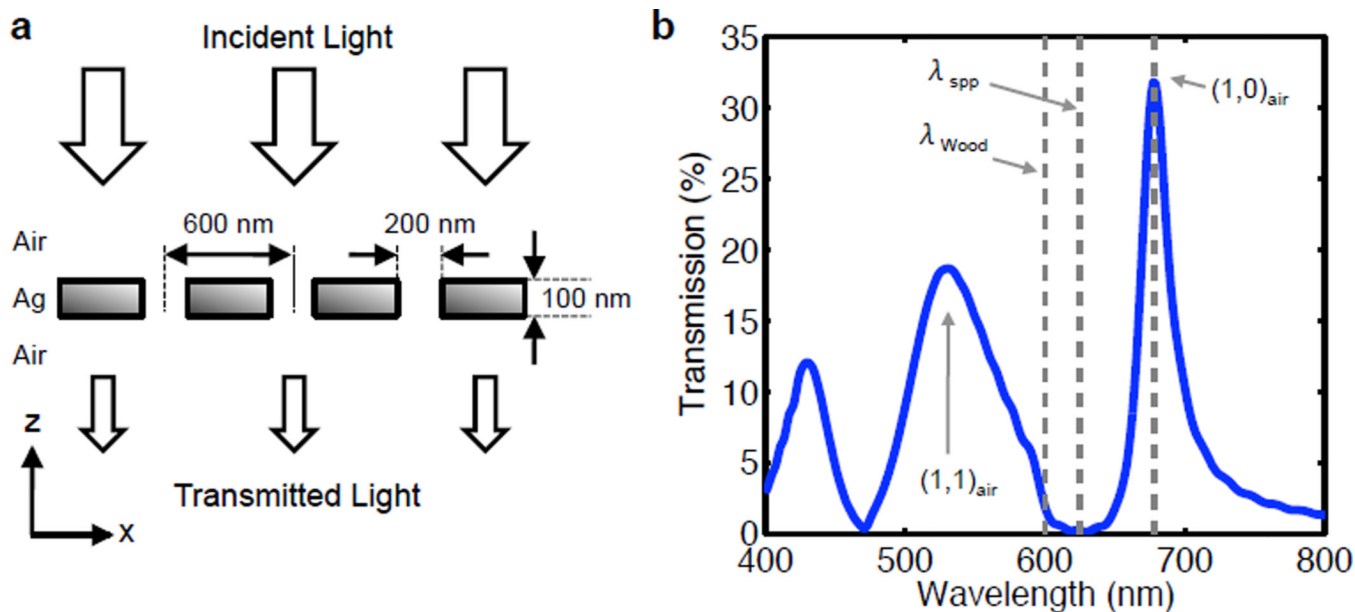 a
Incident Light
600 nm
200 nm
Air
Ag
100 nm
Air
z
x
Transmitted Light
b
35
30
25
20
15
10
5
0
Transmission (%)
λ spp
λ Wood
(1,0)air
(1,1)air
400
500
600
700
800
Wavelength (nm)